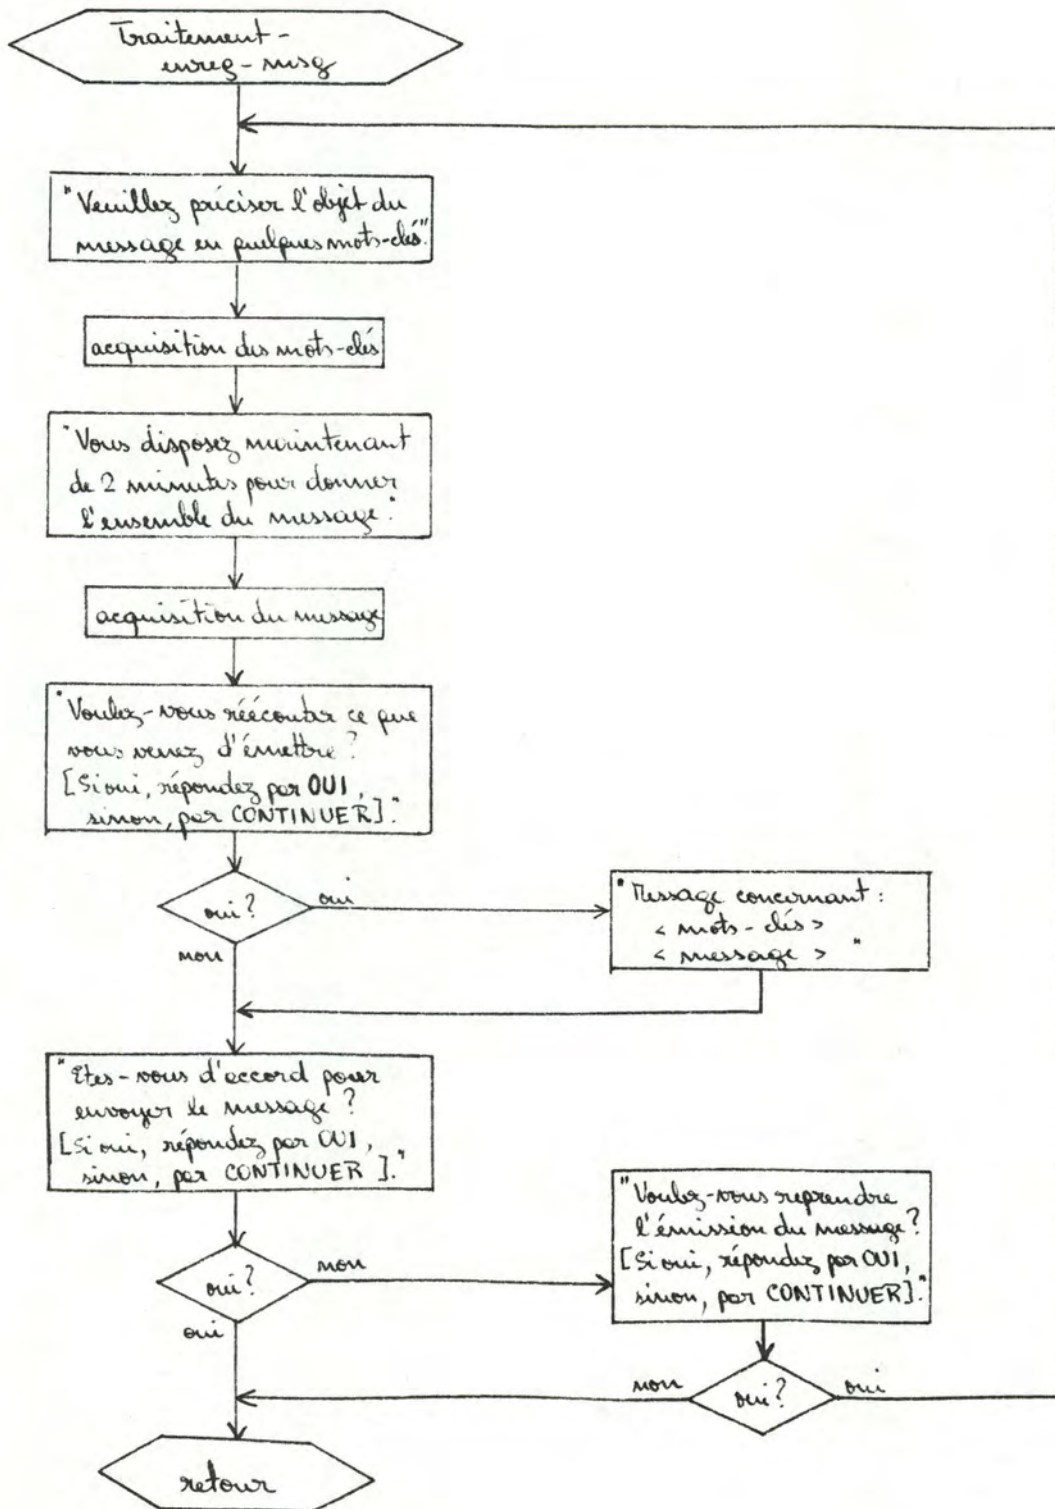 Traitement-
enreg-msg
"Veuillez préciser l'objet du
message en quelques mots-clés."
acquisition des mots-clés
"Vous disposez maintenant
de 2 minutes pour donner
l'ensemble du message."
acquisition du message
"Voulez-vous réécouter ce que
vous venez d'émettre ?
[Si oui, répondez par OUI,
sinon, par CONTINUER]."
oui?
oui
non
"Message concernant :
< mots-clés >
< message > "
"Etes-vous d'accord pour
envoyer le message ?
[Si oui, répondez par OUI,
sinon, par CONTINUER ]."
oui?
non
oui
"Voulez-vous reprendre
l'émission du message ?
[Si oui, répondez par OUI,
sinon, par CONTINUER]."
non
oui?
oui
retour